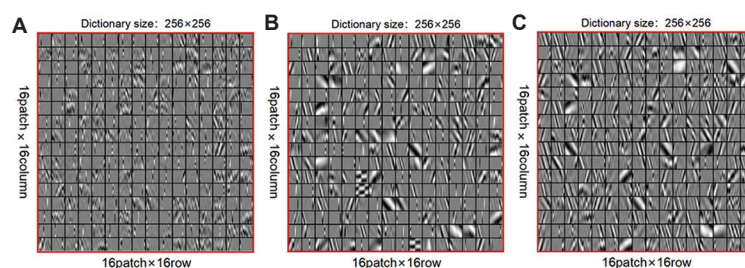 A
Dictionary size: 256×256
16patch × 16column
16patch×16row
B
Dictionary size: 256×256
16patch × 16column
16patch×16row
C
Dictionary size: 256×256
16patch × 16column
16patch×16row